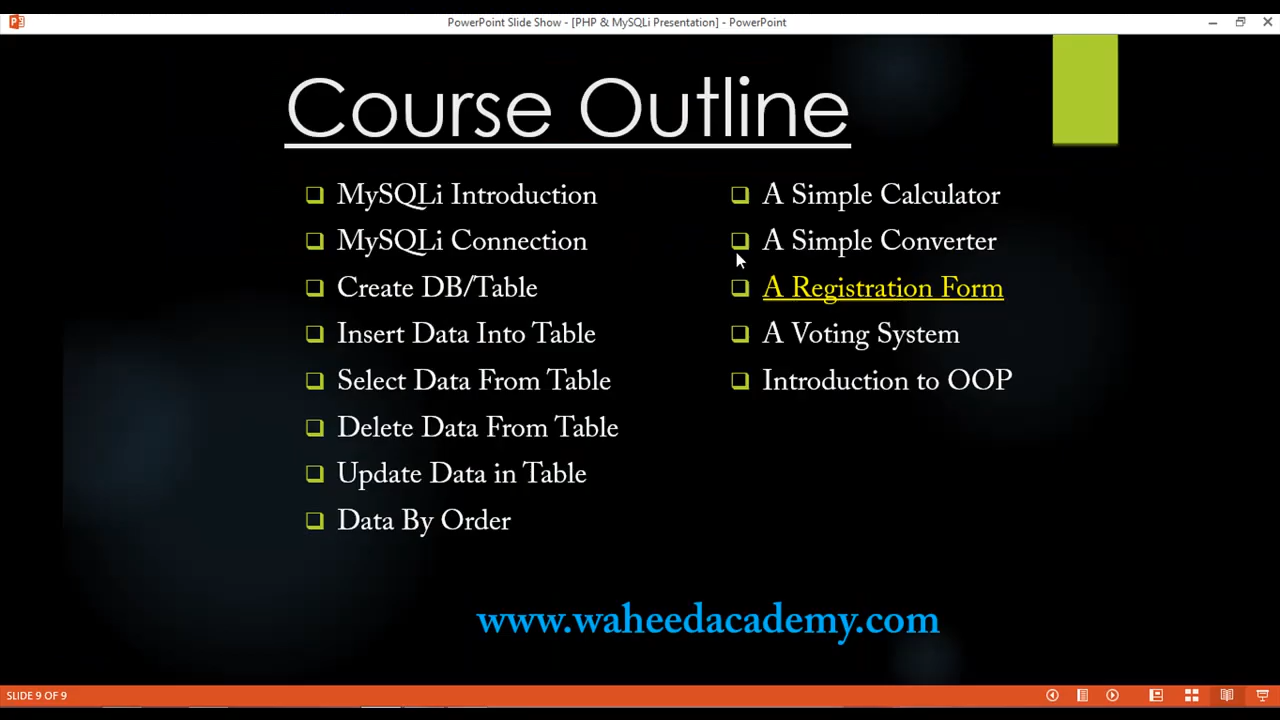 PowerPoint Slide Show - [PHP & MySQLi Presentation] - PowerPoint
Course Outline
MySQLi Introduction
MySQLi Connection
Create DB/Table
Insert Data Into Table
Select Data From Table
Delete Data From Table
Update Data in Table
Data By Order
A Simple Calculator
A Simple Converter
A Registration Form
A Voting System
Introduction to OOP
www.waheedacademy.com
SLIDE 9 OF 9